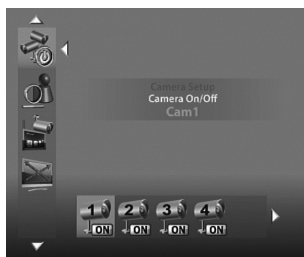 Camera Setup
Camera On/Off
Cam1
1 2 3 4
ON ON ON ON